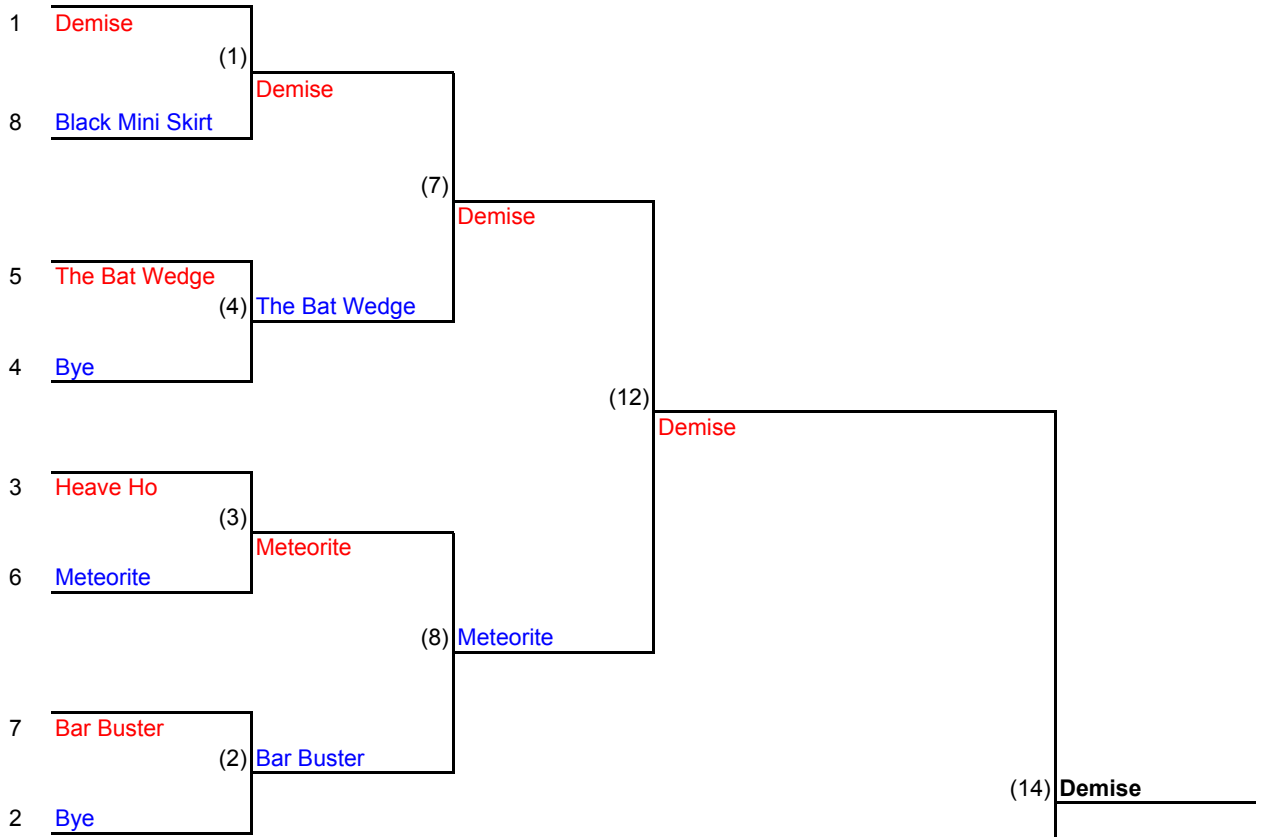 1 Demise
(1)
Demise
8 Black Mini Skirt
(7)
Demise
5 The Bat Wedge
(4) The Bat Wedge
4 Bye
(12)
Demise
3 Heave Ho
(3)
Meteorite
6 Meteorite
(8) Meteorite
7 Bar Buster
(2) Bar Buster
(14) Demise
2 Bye